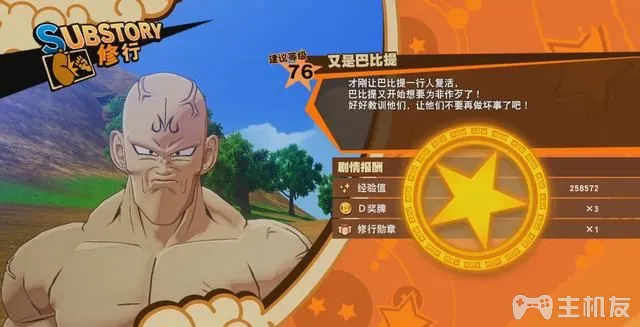 SUBSTORY
修行
建议等级
76
又是巴比提
才刚让巴比提一行人复活，
巴比提又开始想要为非作歹了！
好好教训他们，让他们不要再做坏事了吧！
剧情报酬
经验值 258572
D奖牌 ×3
修行勋章 ×1
主机友